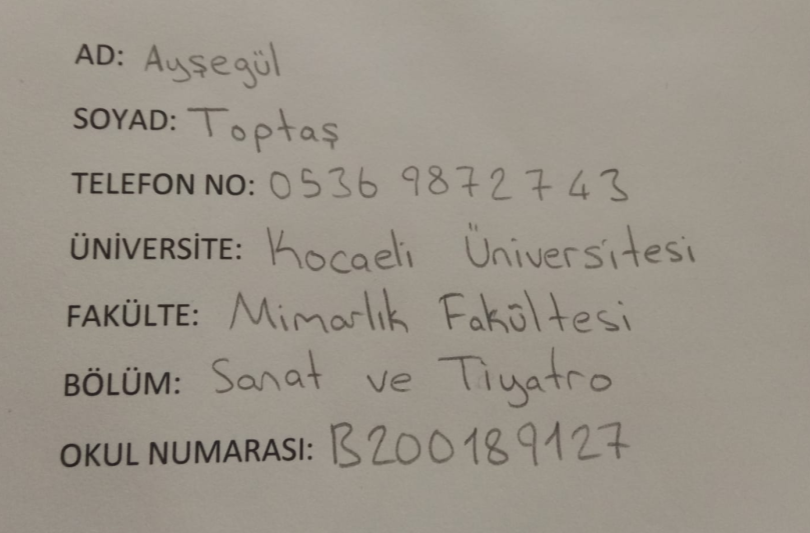 AD: Ayşegül
SOYAD: Toptaş
TELEFON NO: 0536 9872743
ÜNİVERSİTE: Kocaeli Üniversitesi
FAKÜLTE: Mimarlık Fakültesi
BÖLÜM: Sanat ve Tiyatro
OKUL NUMARASI: B200189127